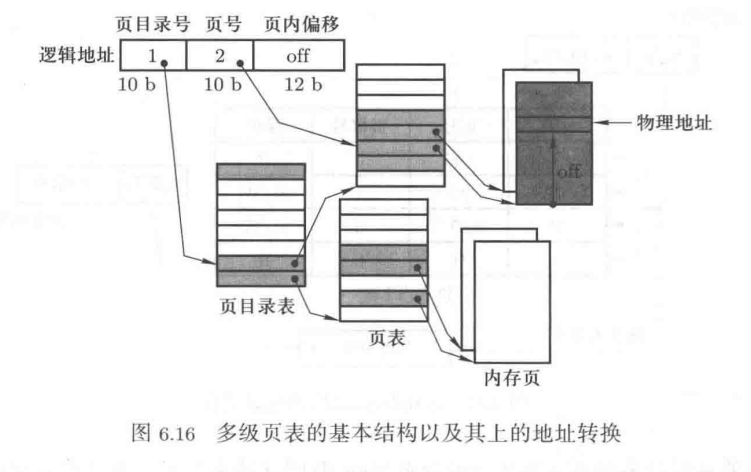 页目录号 页号 页内偏移
逻辑地址 1 2 off
10 b 10 b 12 b
物理地址
off
页目录表
页表
内存页
图 6.16 多级页表的基本结构以及其上的地址转换